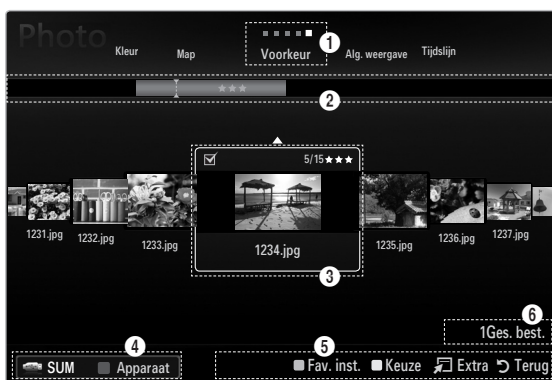 Photo
Kleur Map Voorkeur Alg. weergave Tijdslijn
1
★★★
2
5/15★★★
1231.jpg 1232.jpg 1233.jpg 1234.jpg 1235.jpg 1236.jpg 1237.jpg
3
6
1Ges. best.
4 5
SUM Apparaat Fav. inst. Keuze Extra Terug